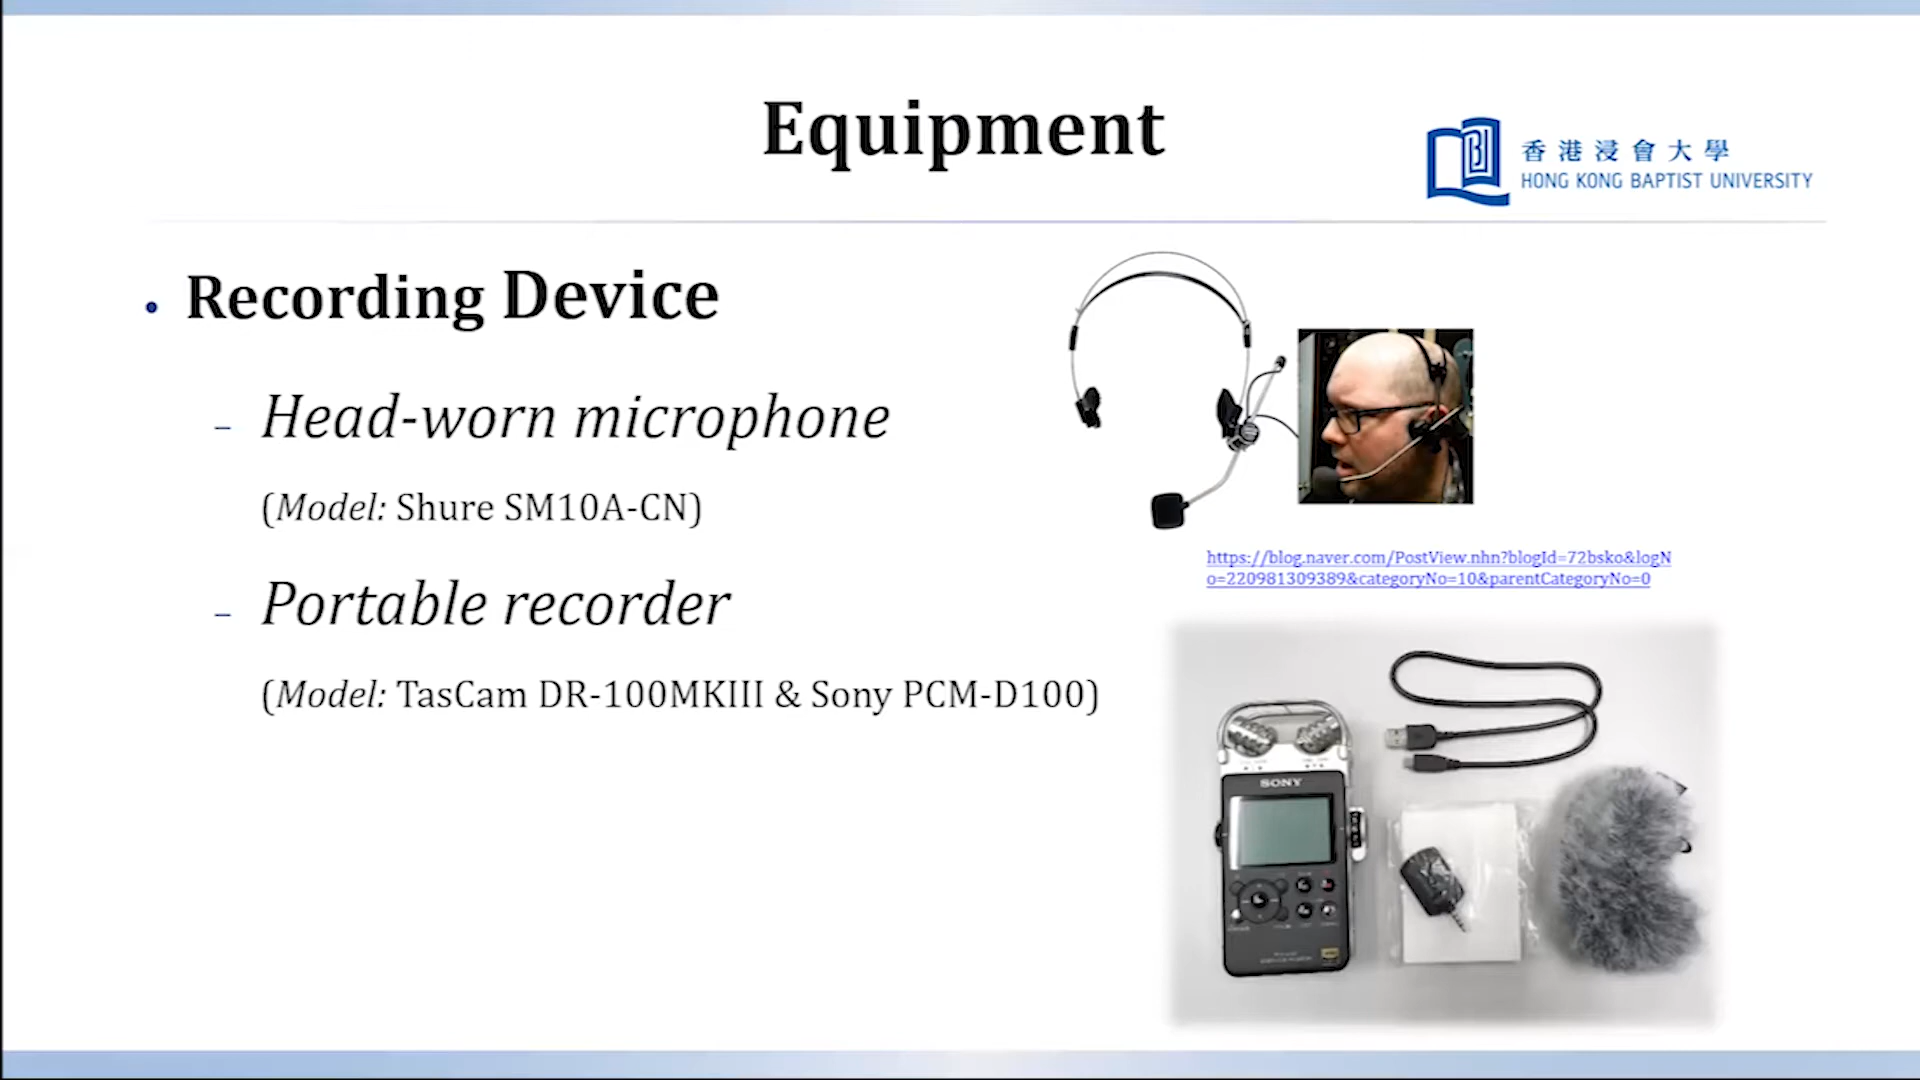 Equipment
香港浸會大學
HONG KONG BAPTIST UNIVERSITY
• Recording Device
– Head-worn microphone
(Model: Shure SM10A-CN)
– Portable recorder
(Model: TasCam DR-100MKIII & Sony PCM-D100)
https://blog.naver.com/PostView.nhn?blogId=72bsko&logN
o=220981309389&categoryNo=10&parentCategoryNo=0
SONY